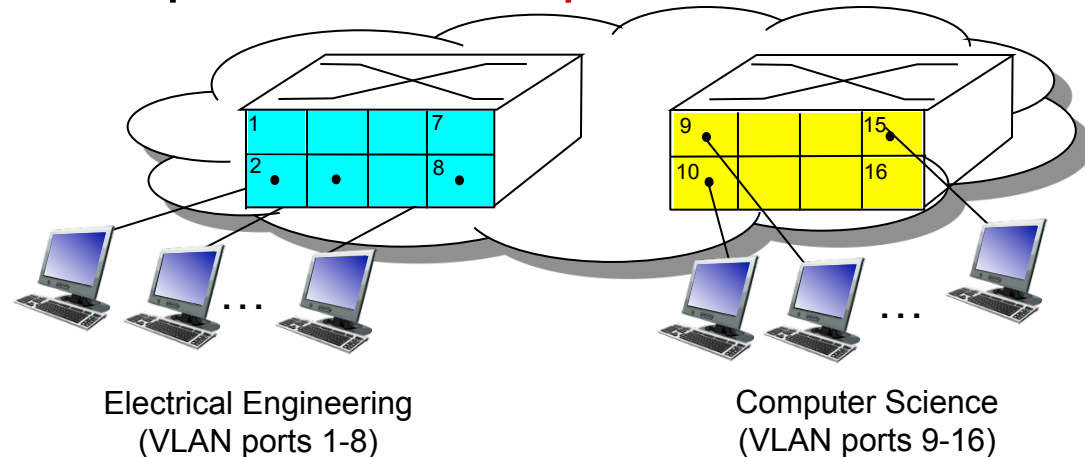 1 7
2 8
9 15
10 16
... ...
Electrical Engineering
(VLAN ports 1-8)
Computer Science
(VLAN ports 9-16)